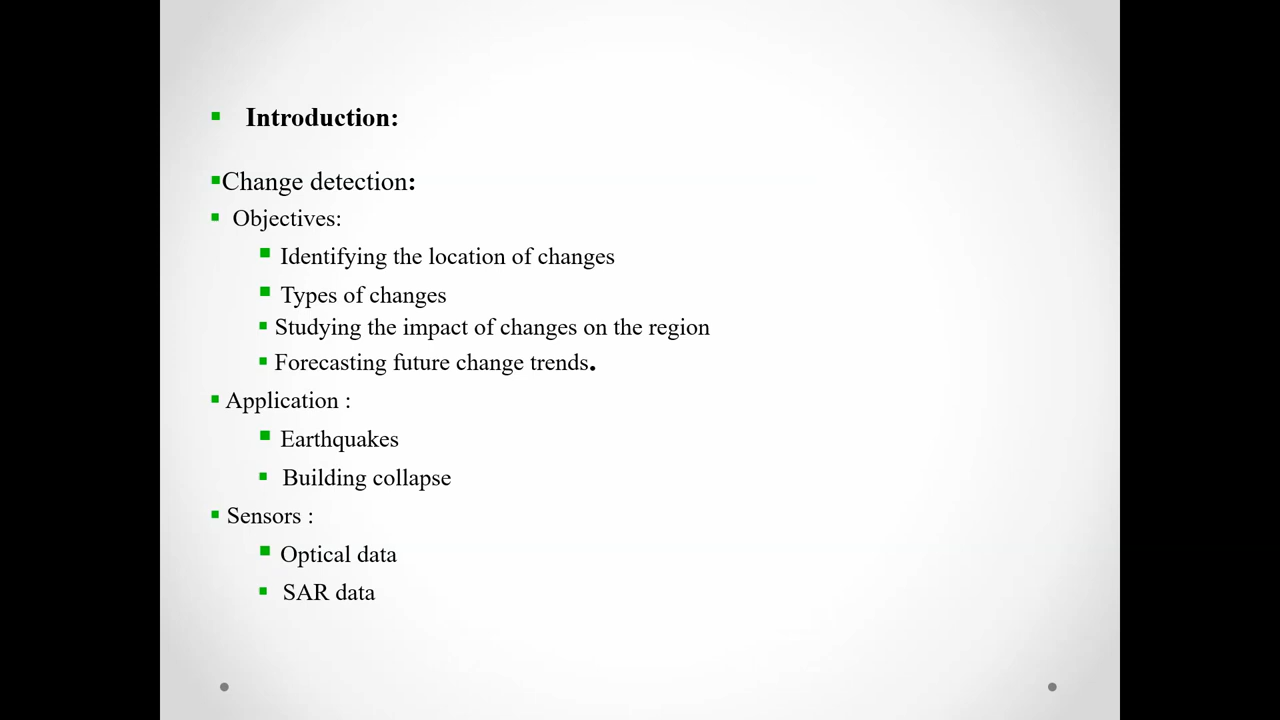 Introduction:
Change detection:
Objectives:
Identifying the location of changes
Types of changes
Studying the impact of changes on the region
Forecasting future change trends.
Application :
Earthquakes
Building collapse
Sensors :
Optical data
SAR data